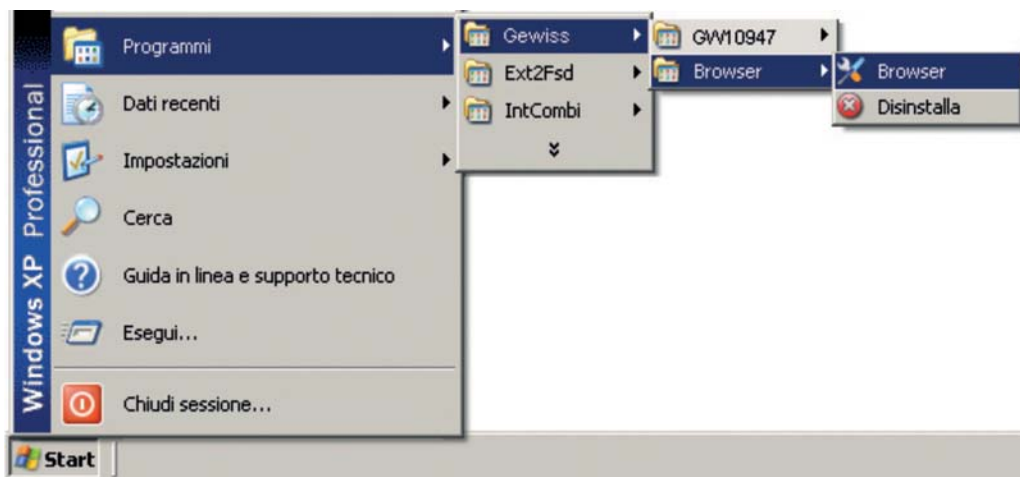 Windows XP Professional
Programmi
Dati recenti
Impostazioni
Cerca
Guida in linea e supporto tecnico
Esegui...
Chiudi sessione...
Gewiss
Ext2Fsd
IntCombi
GW10947
Browser
Browser
Disinstalla
Start